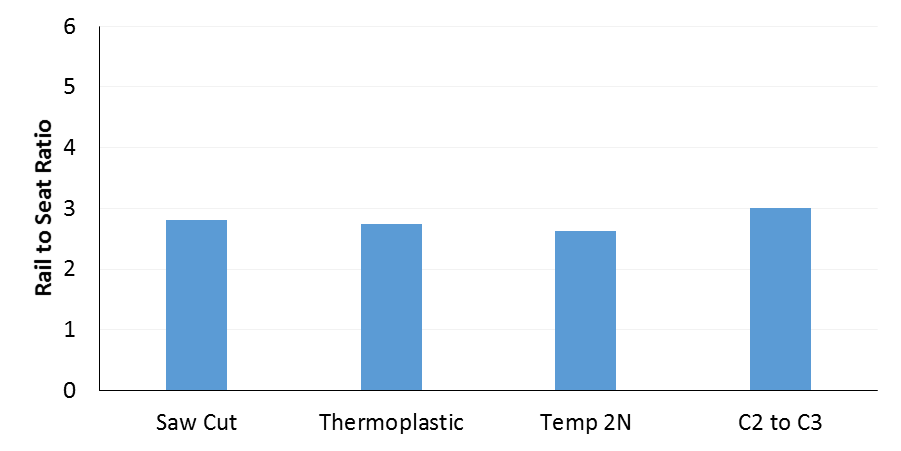 6
5
4
3
2
1
0
Rail to Seat Ratio
Saw Cut
Thermoplastic
Temp 2N
C2 to C3